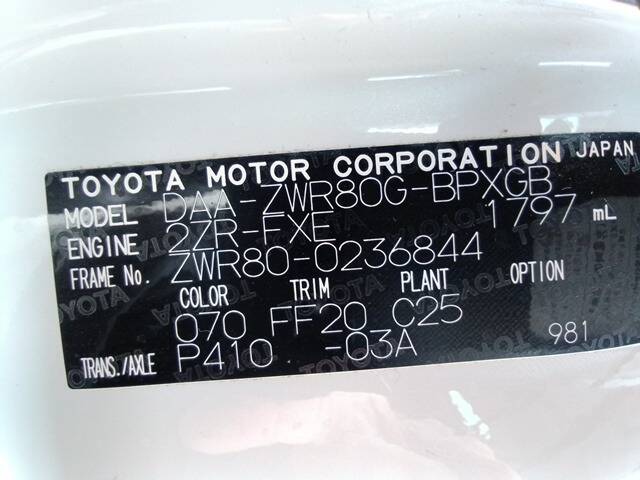 TOYOTA MOTOR CORPORATION JAPAN
MODEL DAA-ZWR80G-BPXGB
ENGINE 2ZR-FXE 1797 mL
FRAME No. ZWR80-0236844
COLOR TRIM PLANT OPTION
070 FF20 C25
TRANS./AXLE P410 -03A 981